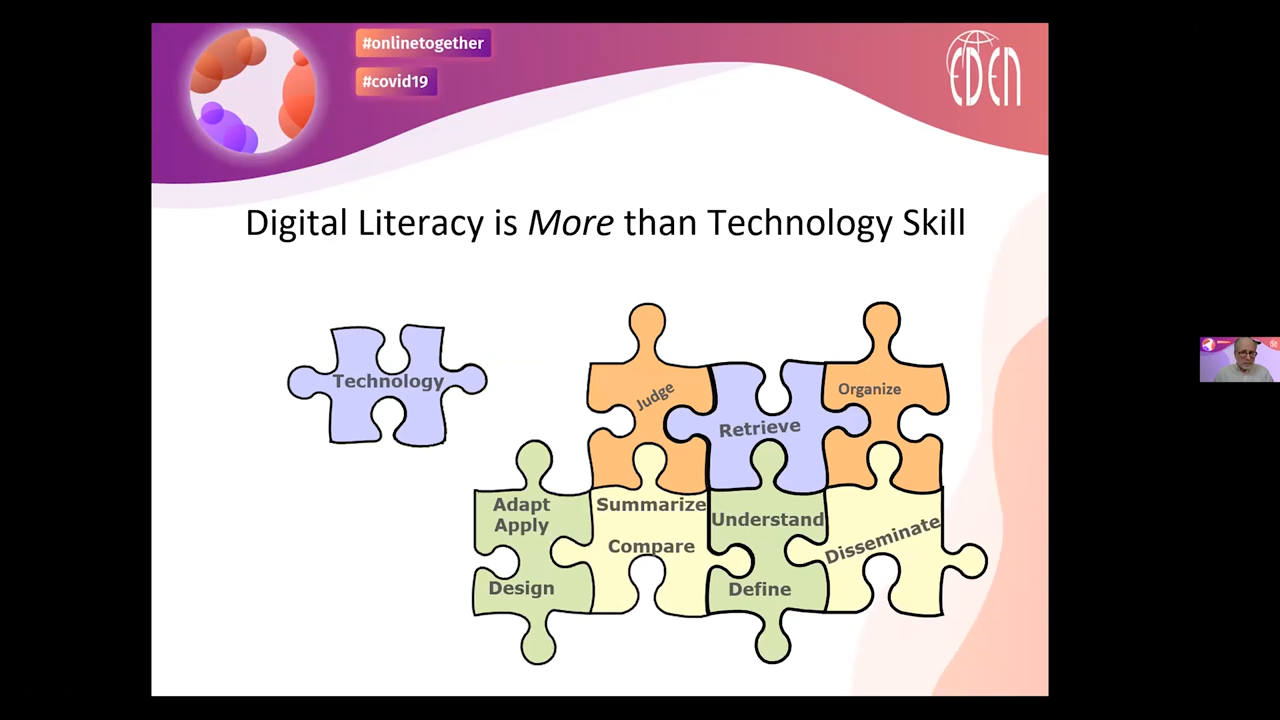 #onlinetogether
#covid19
EDEN
Digital Literacy is More than Technology Skill
Technology
Judge
Retrieve
Organize
Adapt
Apply
Design
Summarize
Compare
Understand
Define
Disseminate